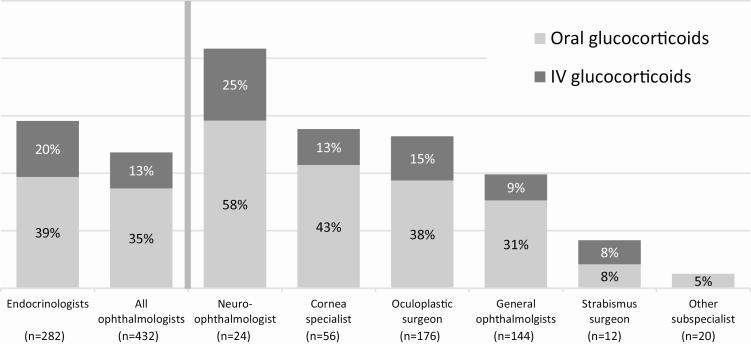 Oral glucocorticoids
IV glucocorticoids
20%
39%
13%
35%
25%
58%
13%
43%
15%
38%
9%
31%
8%
8%
5%
Endocrinologists
(n=282)
All
ophthalmologists
(n=432)
Neuro-
ophthalmologist
(n=24)
Cornea
specialist
(n=56)
Oculoplastic
surgeon
(n=176)
General
ophthalmolgists
(n=144)
Strabismus
surgeon
(n=12)
Other
subspecialist
(n=20)